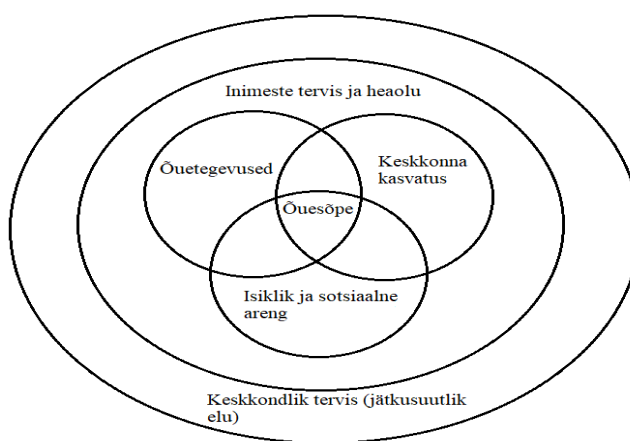 Inimeste tervis ja heaolu
Õuetegevused
Keskkonna
kasvatus
Õuesõpe
Isiklik ja sotsiaalne
areng
Keskkondlik tervis (jätkusuutlik
elu)